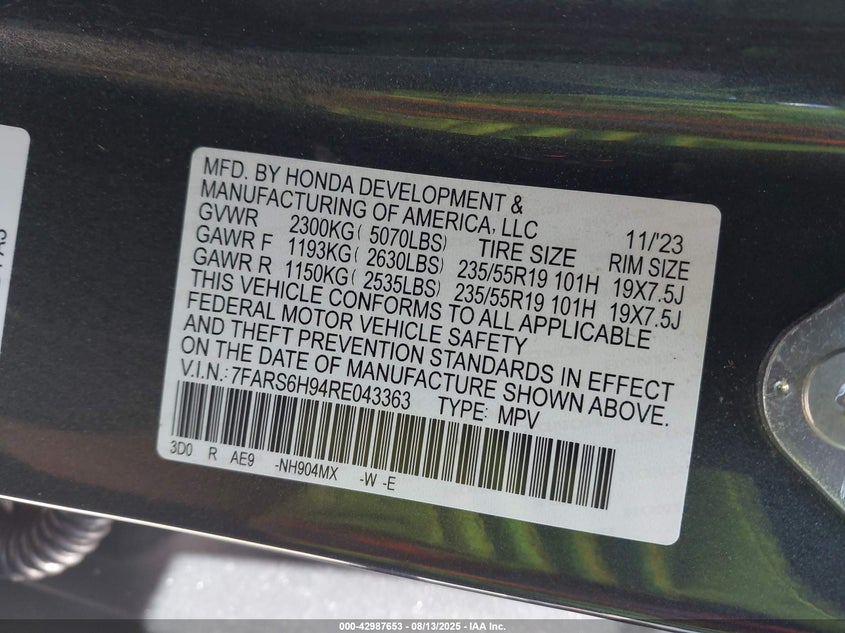 MFD. BY HONDA DEVELOPMENT &
MANUFACTURING OF AMERICA, LLC 11/'23
GVWR 2300KG( 5070LBS) TIRE SIZE RIM SIZE
GAWR F 1193KG( 2630LBS) 235/55R19 101H 19X7.5J
GAWR R 1150KG( 2535LBS) 235/55R19 101H 19X7.5J
THIS VEHICLE CONFORMS TO ALL APPLICABLE
FEDERAL MOTOR VEHICLE SAFETY
AND THEFT PREVENTION STANDARDS IN EFFECT
ON THE DATE OF MANUFACTURE SHOWN ABOVE.
V.I.N.: 7FARS6H94RE043363 TYPE: MPV
3D0 R AE9 -NH904MX -W -E
000-42987653 - 08/13/2025 - IAA Inc.